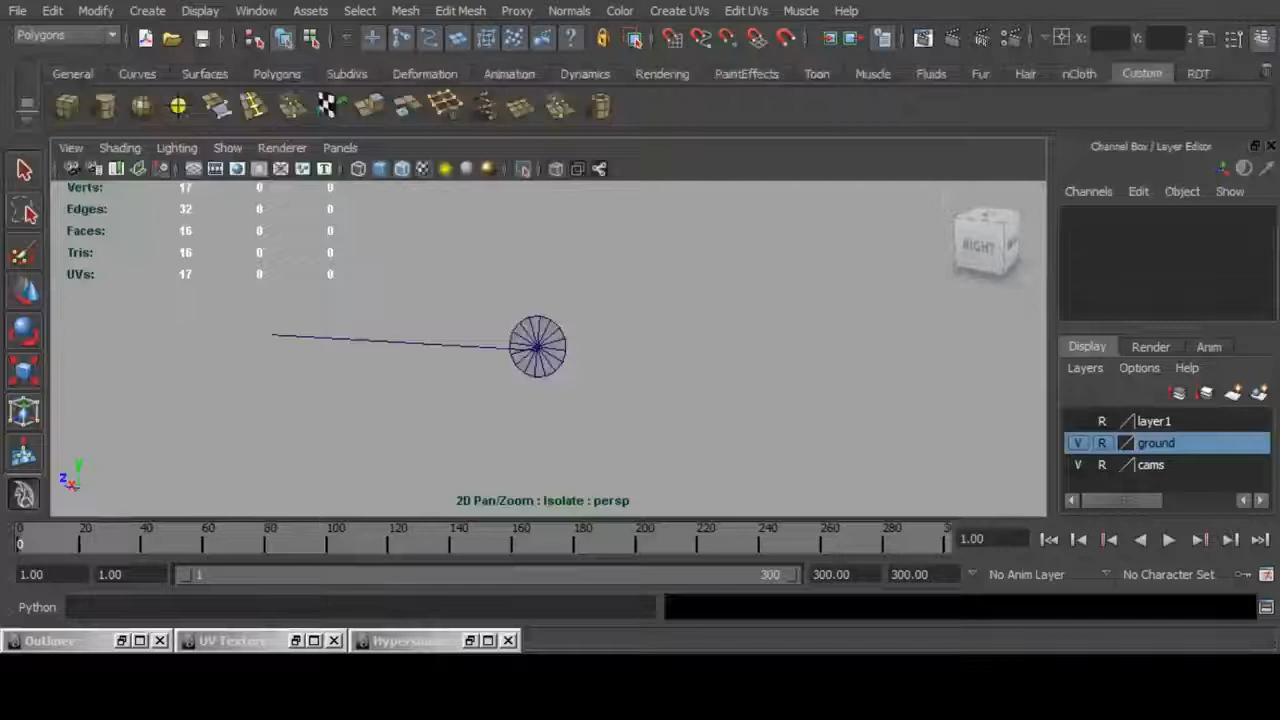 File Edit Modify Create Display Window Assets Select Mesh Edit Mesh Proxy Normals Color Create UVs Edit UVs Muscle Help
Polygons X: Y:
General Curves Surfaces Polygons Subdivs Deformation Animation Dynamics Rendering PaintEffects Toon Muscle Fluids Fur Hair nCloth Custom RDT
View Shading Lighting Show Renderer Panels
Channel Box / Layer Editor
Channels Edit Object Show
Verts: 17 0 0
Edges: 32 0 0
Faces: 16 0 0
Tris: 16 0 0
UVs: 17 0 0
RIGHT
Display Render Anim
Layers Options Help
R layer1
V R ground
V R cams
y
z x
2D Pan/Zoom : Isolate : persp
0 20 40 60 80 100 120 140 160 180 200 220 240 260 280
0
1.00
1.00 1.00 1 300 300.00 300.00 No Anim Layer No Character Set
Python
Outliner UV Texture